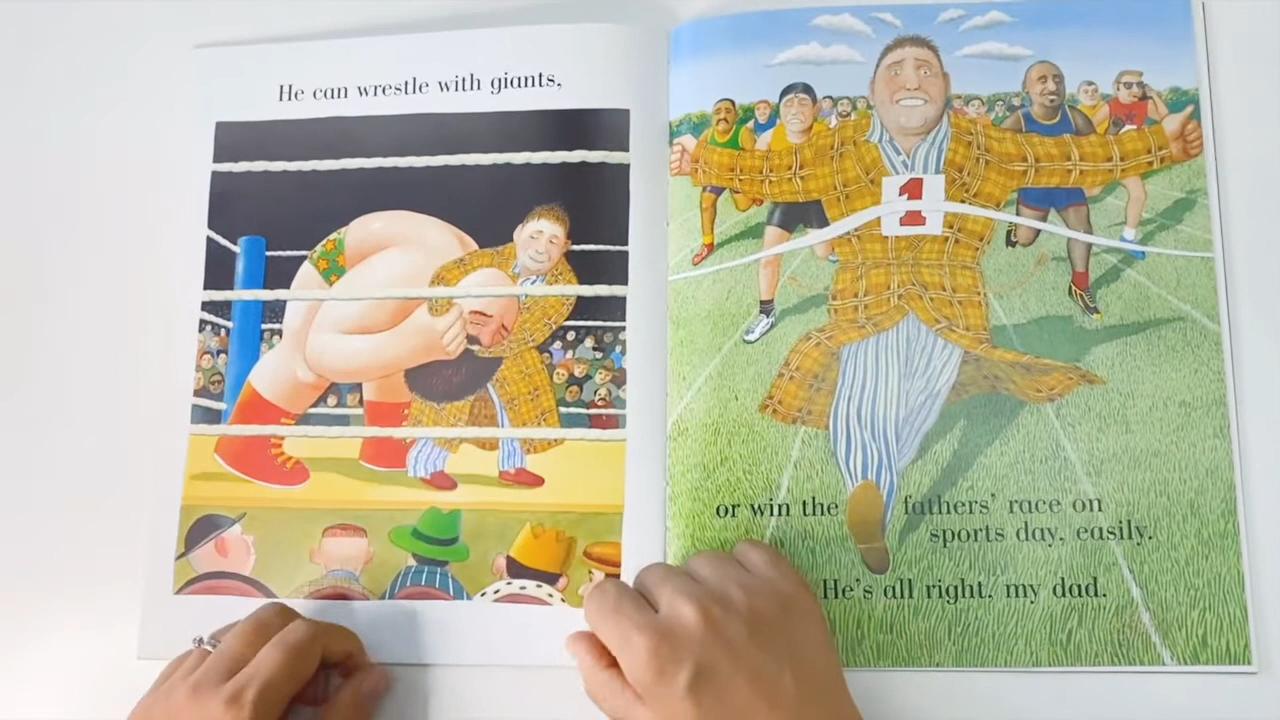 He can wrestle with giants,
1
or win the fathers' race on
sports day, easily.
He's all right, my dad.